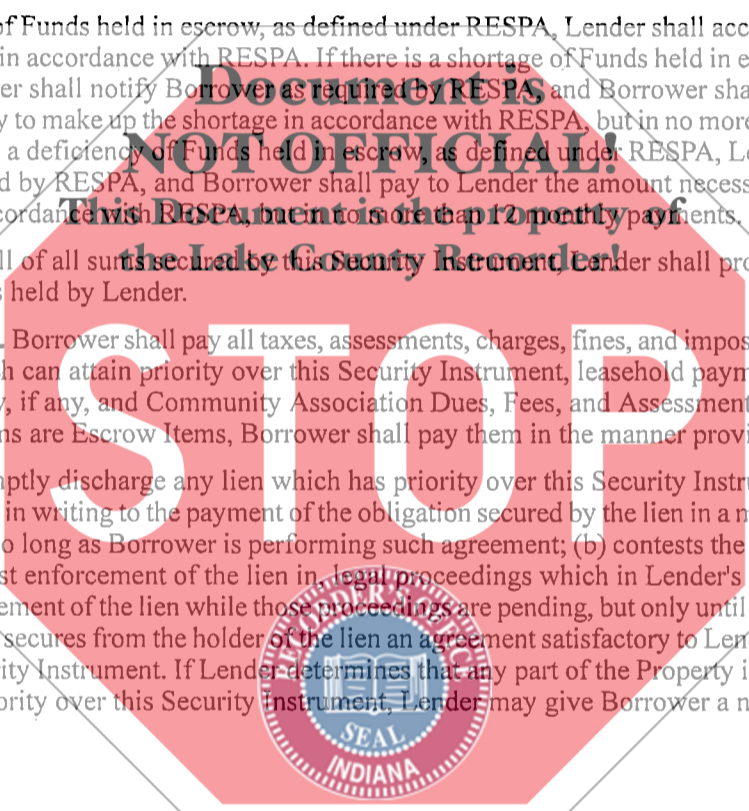 of Funds held in escrow, as defined under RESPA, Lender shall acc
in accordance with RESPA. If there is a shortage of Funds held in e
er shall notify Borrower as required by RESPA, and Borrower sha
Document is
y to make up the shortage in accordance with RESPA, but in no more
NOT OFFICIAL!
a deficiency of Funds held in escrow, as defined under RESPA, Le
d by RESPA, and Borrower shall pay to Lender the amount necess
cordance with RESPA, but in no more than 12 monthly payments.
This Document is the property of
the Lake County Recorder!
ll of all sums secured by this Security Instrument, Lender shall pro
s held by Lender.
. Borrower shall pay all taxes, assessments, charges, fines, and impos
h can attain priority over this Security Instrument, leasehold paym
y, if any, and Community Association Dues, Fees, and Assessment
ms are Escrow Items, Borrower shall pay them in the manner provi
STOP
ptly discharge any lien which has priority over this Security Instru
in writing to the payment of the obligation secured by the lien in a m
o long as Borrower is performing such agreement; (b) contests the
st enforcement of the lien in, legal proceedings which in Lender's
ement of the lien while those proceedings are pending, but only until
secures from the holder of the lien an agreement satisfactory to Len
ity Instrument. If Lender determines that any part of the Property i
ority over this Security Instrument, Lender may give Borrower a n
RECORDER'S OFFICE
SEAL
INDIANA